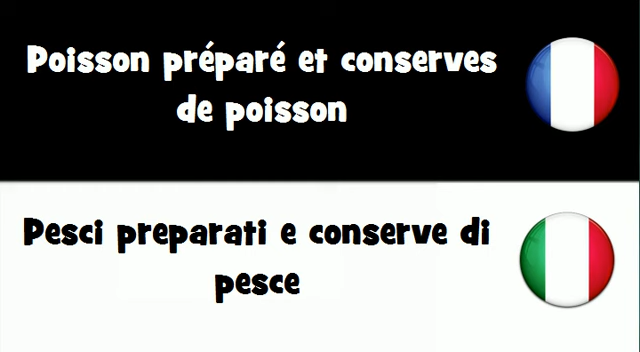 Poisson préparé et conserves
de poisson
Pesci preparati e conserve di
pesce